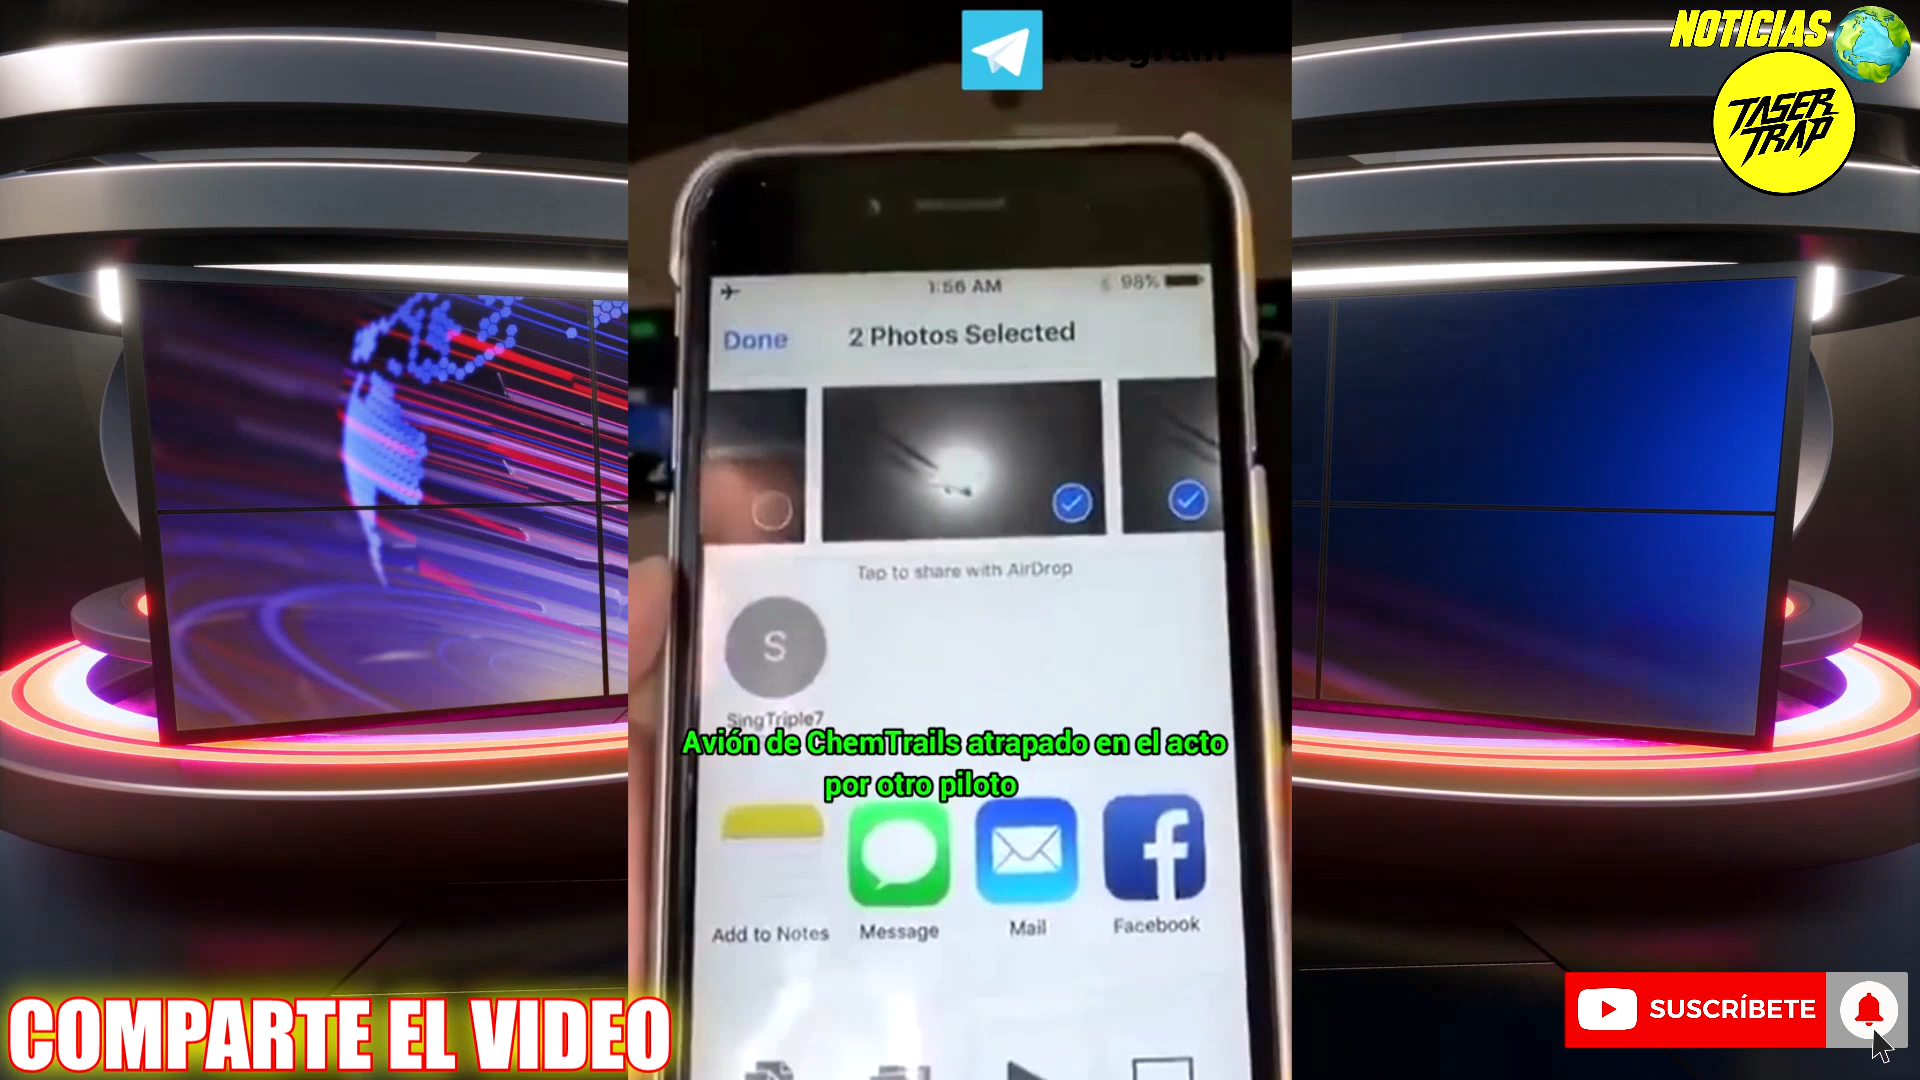 NOTICIAS
TASER
TRAP
Telegram
1:56 AM
98%
Done
2 Photos Selected
Tap to share with AirDrop
S
SingTriple7
Avión de ChemTrails atrapado en el acto
por otro piloto
Add to Notes
Message
Mail
Facebook
COMPARTE EL VIDEO
SUSCRÍBETE